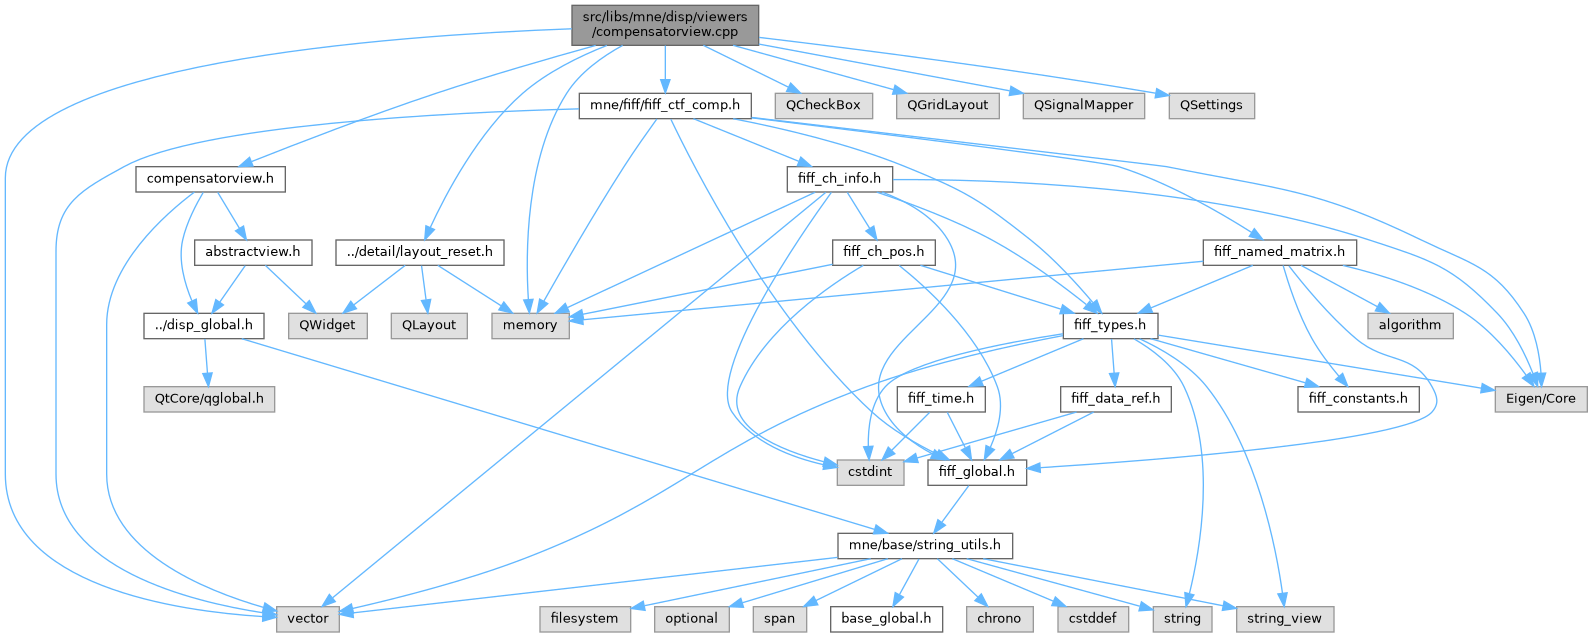 src/libs/mne/disp/viewers
/compensatorview.cpp
mne/fiff/fiff_ctf_comp.h
QCheckBox
QGridLayout
QSignalMapper
QSettings
compensatorview.h
fiff_ch_info.h
abstractview.h
../detail/layout_reset.h
fiff_ch_pos.h
fiff_named_matrix.h
../disp_global.h
QWidget
QLayout
memory
fiff_types.h
algorithm
QtCore/qglobal.h
fiff_time.h
fiff_data_ref.h
fiff_constants.h
Eigen/Core
cstdint
fiff_global.h
mne/base/string_utils.h
vector
filesystem
optional
span
base_global.h
chrono
cstddef
string
string_view